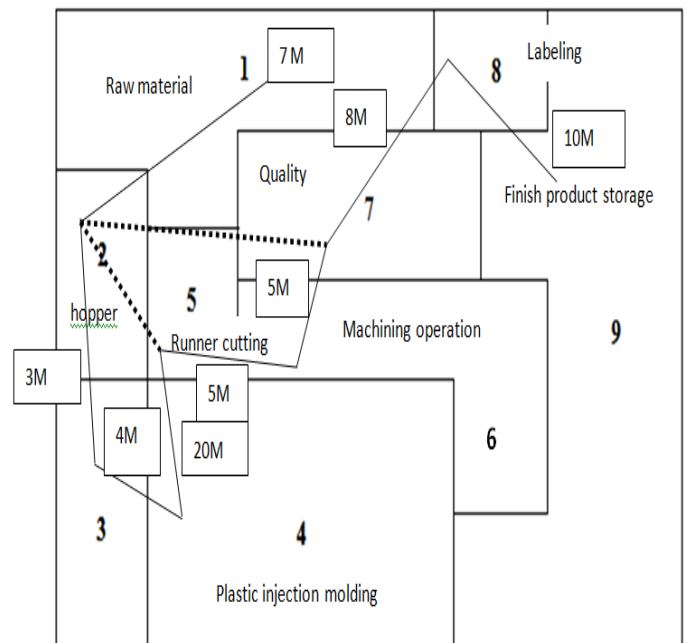 7 M
1
8
Labeling
Raw material
8M
10M
Quality
Finish product storage
7
2
5M
5
hopper
Runner cutting
Machining operation
9
3M
5M
4M
20M
6
3
4
Plastic injection molding